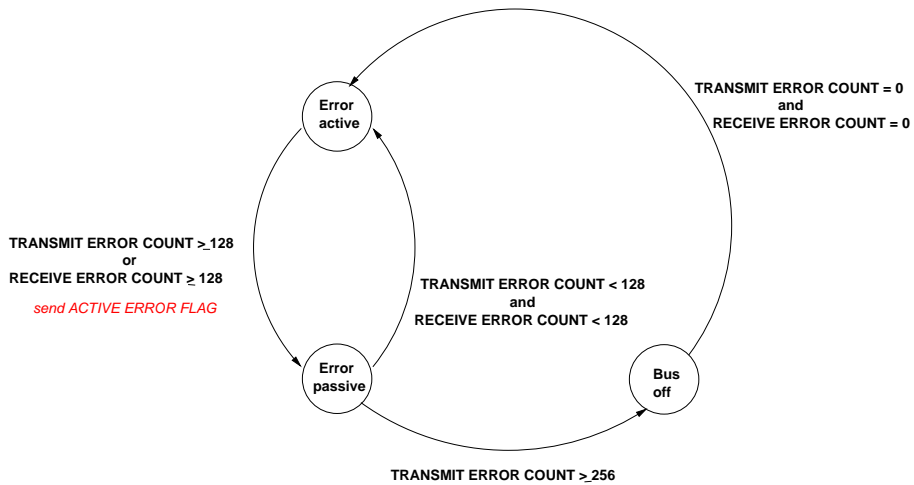 TRANSMIT ERROR COUNT = 0
and
RECEIVE ERROR COUNT = 0
Error
active
TRANSMIT ERROR COUNT ≥ 128
or
RECEIVE ERROR COUNT ≥ 128
send ACTIVE ERROR FLAG
TRANSMIT ERROR COUNT < 128
and
RECEIVE ERROR COUNT < 128
Error
passive
Bus
off
TRANSMIT ERROR COUNT ≥ 256